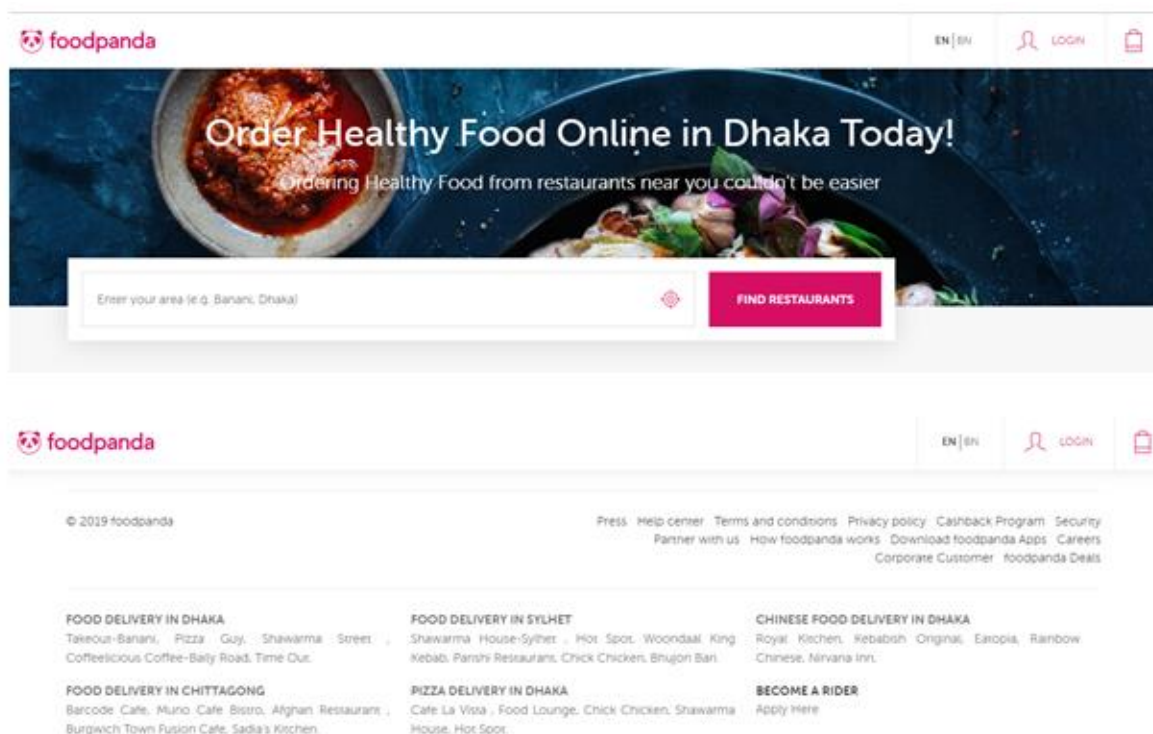 foodpanda
EN | BN
LOGIN
Order Healthy Food Online in Dhaka Today!
Ordering Healthy Food from restaurants near you couldn't be easier
Enter your area (e.g. Banani, Dhaka)
FIND RESTAURANTS
foodpanda
EN | BN
LOGIN
© 2019 foodpanda
Press Help center Terms and conditions Privacy policy Cashback Program Security
Partner with us How foodpanda works Download foodpanda Apps Careers
Corporate Customer foodpanda Deals
FOOD DELIVERY IN DHAKA
Takeout-Banani, Pizza Guy, Shawarma Street ,
Coffeelicious Coffee-Baily Road, Time Out.
FOOD DELIVERY IN SYLHET
Shawarma House-Sylhet , Hot Spot, Woondaal King
Kebab, Panshi Restaurant, Chick Chicken, Bhujon Bari.
CHINESE FOOD DELIVERY IN DHAKA
Royal Kitchen, Kebabish Original, Eatopia, Rainbow
Chinese, Nirvana Inn.
FOOD DELIVERY IN CHITTAGONG
Barcode Cafe, Muno Cafe Bistro, Afghan Restaurant ,
Burgwich Town Fusion Cafe, Sadia's Kitchen.
PIZZA DELIVERY IN DHAKA
Cafe La Vista , Food Lounge, Chick Chicken, Shawarma
House, Hot Spot.
BECOME A RIDER
Apply Here